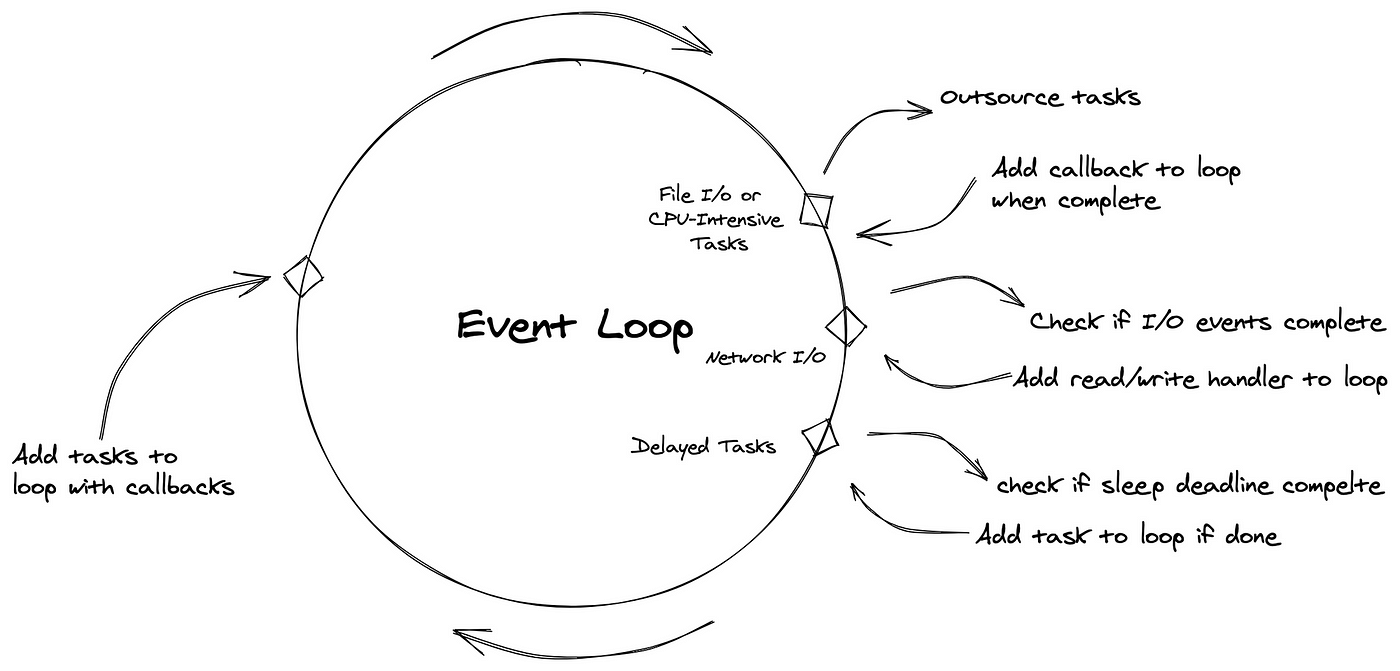 Outsource tasks
Add callback to loop
when complete
File I/O or
CPU-Intensive
Tasks
Event Loop
Check if I/O events complete
Network I/O
Add read/write handler to loop
Delayed Tasks
Add tasks to
loop with callbacks
check if sleep deadline compelte
Add task to loop if done